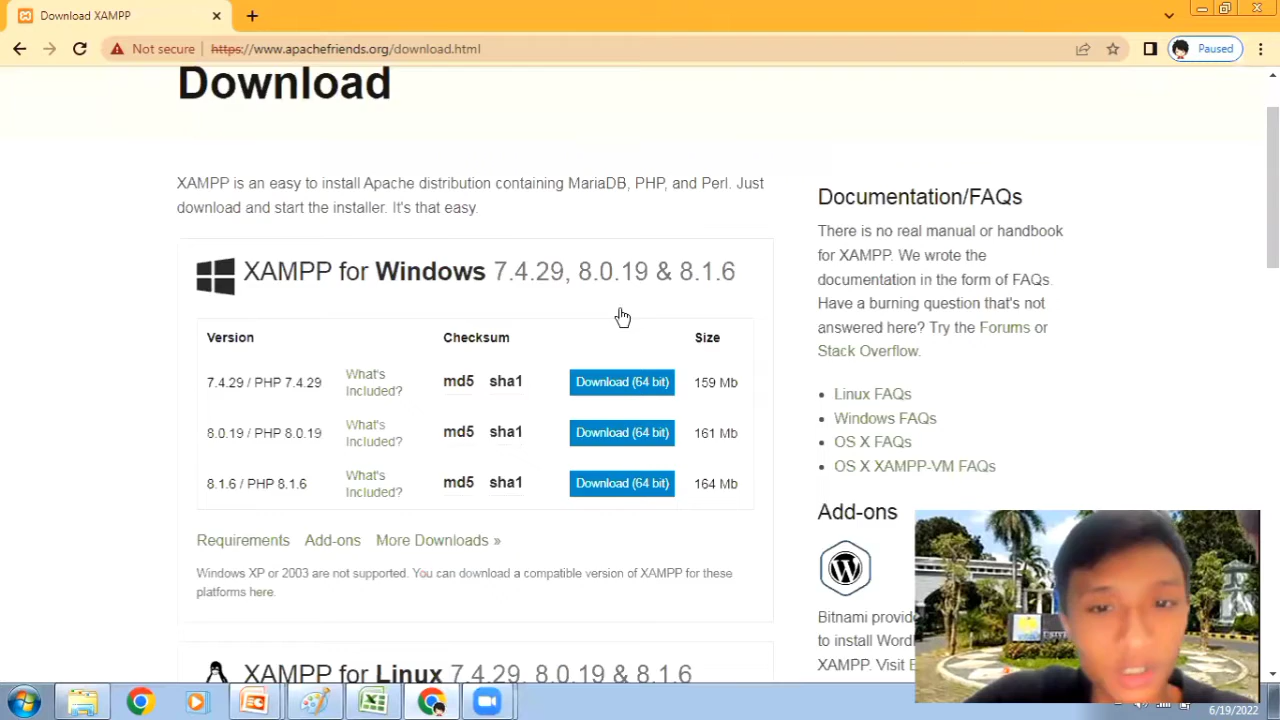 Download XAMPP
Not secure
https://www.apachefriends.org/download.html
Paused
Download
XAMPP is an easy to install Apache distribution containing MariaDB, PHP, and Perl. Just
download and start the installer. It's that easy.
XAMPP for Windows 7.4.29, 8.0.19 & 8.1.6
Version Checksum Size
7.4.29 / PHP 7.4.29 What's Included? md5 sha1 Download (64 bit) 159 Mb
8.0.19 / PHP 8.0.19 What's Included? md5 sha1 Download (64 bit) 161 Mb
8.1.6 / PHP 8.1.6 What's Included? md5 sha1 Download (64 bit) 164 Mb
Requirements Add-ons More Downloads »
Windows XP or 2003 are not supported. You can download a compatible version of XAMPP for these
platforms here.
XAMPP for Linux 7.4.29, 8.0.19 & 8.1.6
Documentation/FAQs
There is no real manual or handbook
for XAMPP. We wrote the
documentation in the form of FAQs.
Have a burning question that's not
answered here? Try the Forums or
Stack Overflow.
Linux FAQs
Windows FAQs
OS X FAQs
OS X XAMPP-VM FAQs
Add-ons
Bitnami provid
to install Word
XAMPP. Visit
6/19/2022